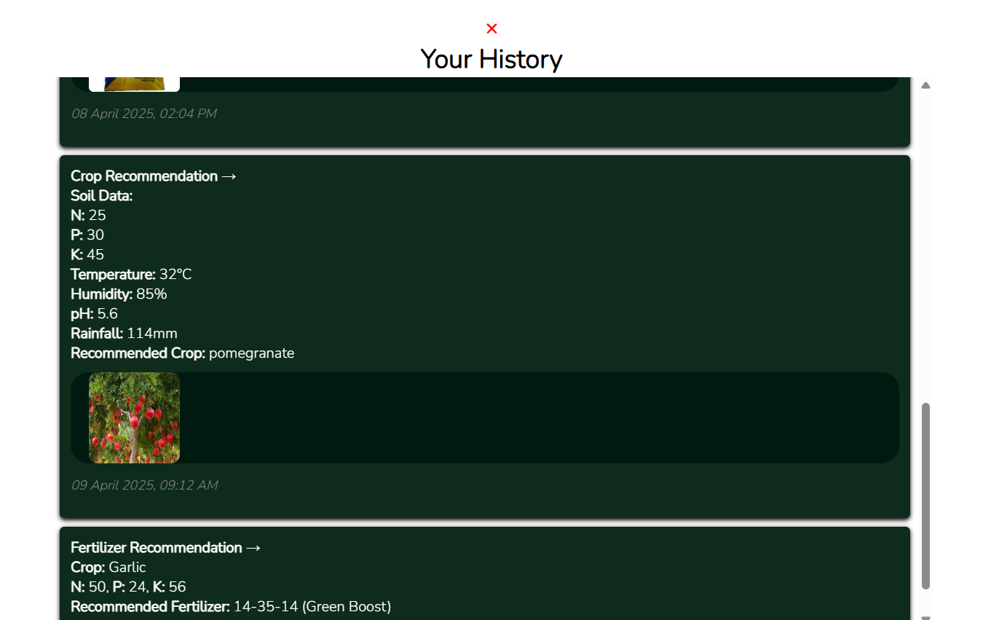 ×
Your History
08 April 2025, 02:04 PM
Crop Recommendation →
Soil Data:
N: 25
P: 30
K: 45
Temperature: 32°C
Humidity: 85%
pH: 5.6
Rainfall: 114mm
Recommended Crop: pomegranate
09 April 2025, 09:12 AM
Fertilizer Recommendation →
Crop: Garlic
N: 50, P: 24, K: 56
Recommended Fertilizer: 14-35-14 (Green Boost)